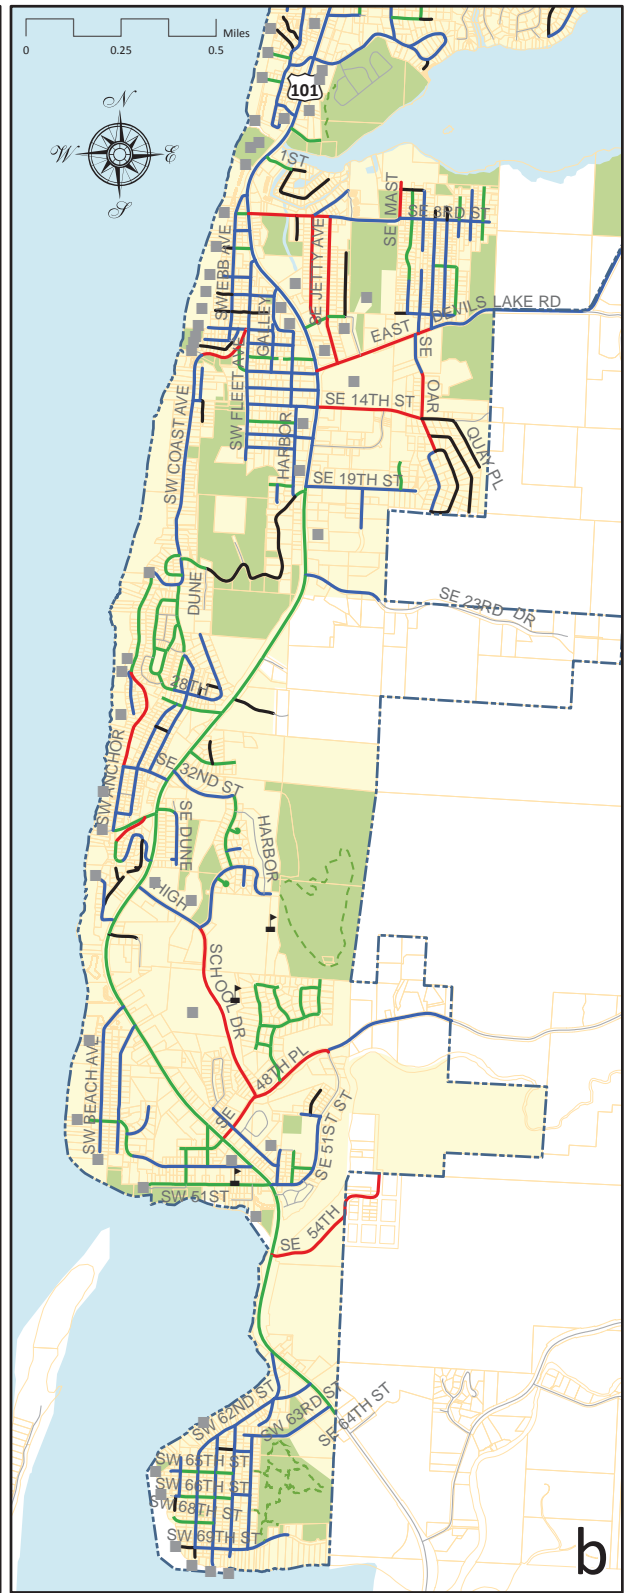 Miles
0 0.25 0.5
101
N
W E
S
1ST
SE MAST
SE 3RD ST
SW EBB AVE
SE JETTY AVE
GALLEY
DEVILS LAKE RD
EAST
SE
OAR
SW FLEET AVE
SW COAST AVE
SE 14TH ST
HARBOR
QUAY PL
SE 19TH ST
DUNE
SE 23RD DR
28TH
SW ANCHOR
SE 32ND ST
SE DUNE
HARBOR
HIGH
SCHOOL DR
48TH PL
SE
SW BEACH AVE
SE 51ST ST
SW 51ST
SE 54TH
SW 62ND ST
SW 63RD ST
SE 64TH ST
SW 65TH ST
SW 66TH ST
SW 68TH ST
SW 69TH ST
b